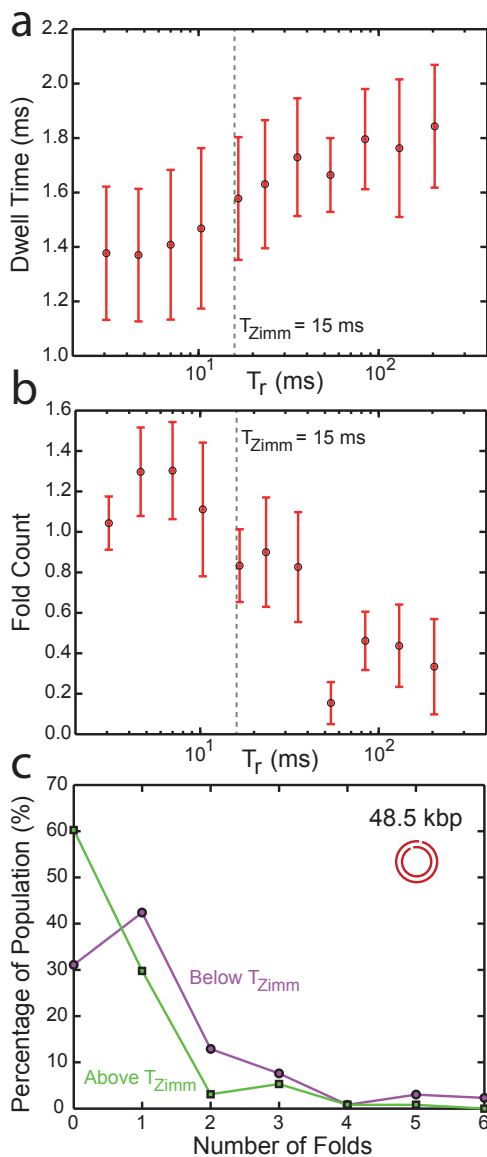 a
2.2
2.0
1.8
1.6
1.4
1.2
1.0
Dwell Time (ms)
T_Zimm = 15 ms
10^1
10^2
T_r (ms)
b
1.6
1.4
1.2
1.0
0.8
0.6
0.4
0.2
0.0
Fold Count
T_Zimm = 15 ms
10^1
10^2
T_r (ms)
c
70
60
50
40
30
20
10
0
Percentage of Population (%)
48.5 kbp
Below T_Zimm
Above T_Zimm
0 1 2 3 4 5 6
Number of Folds